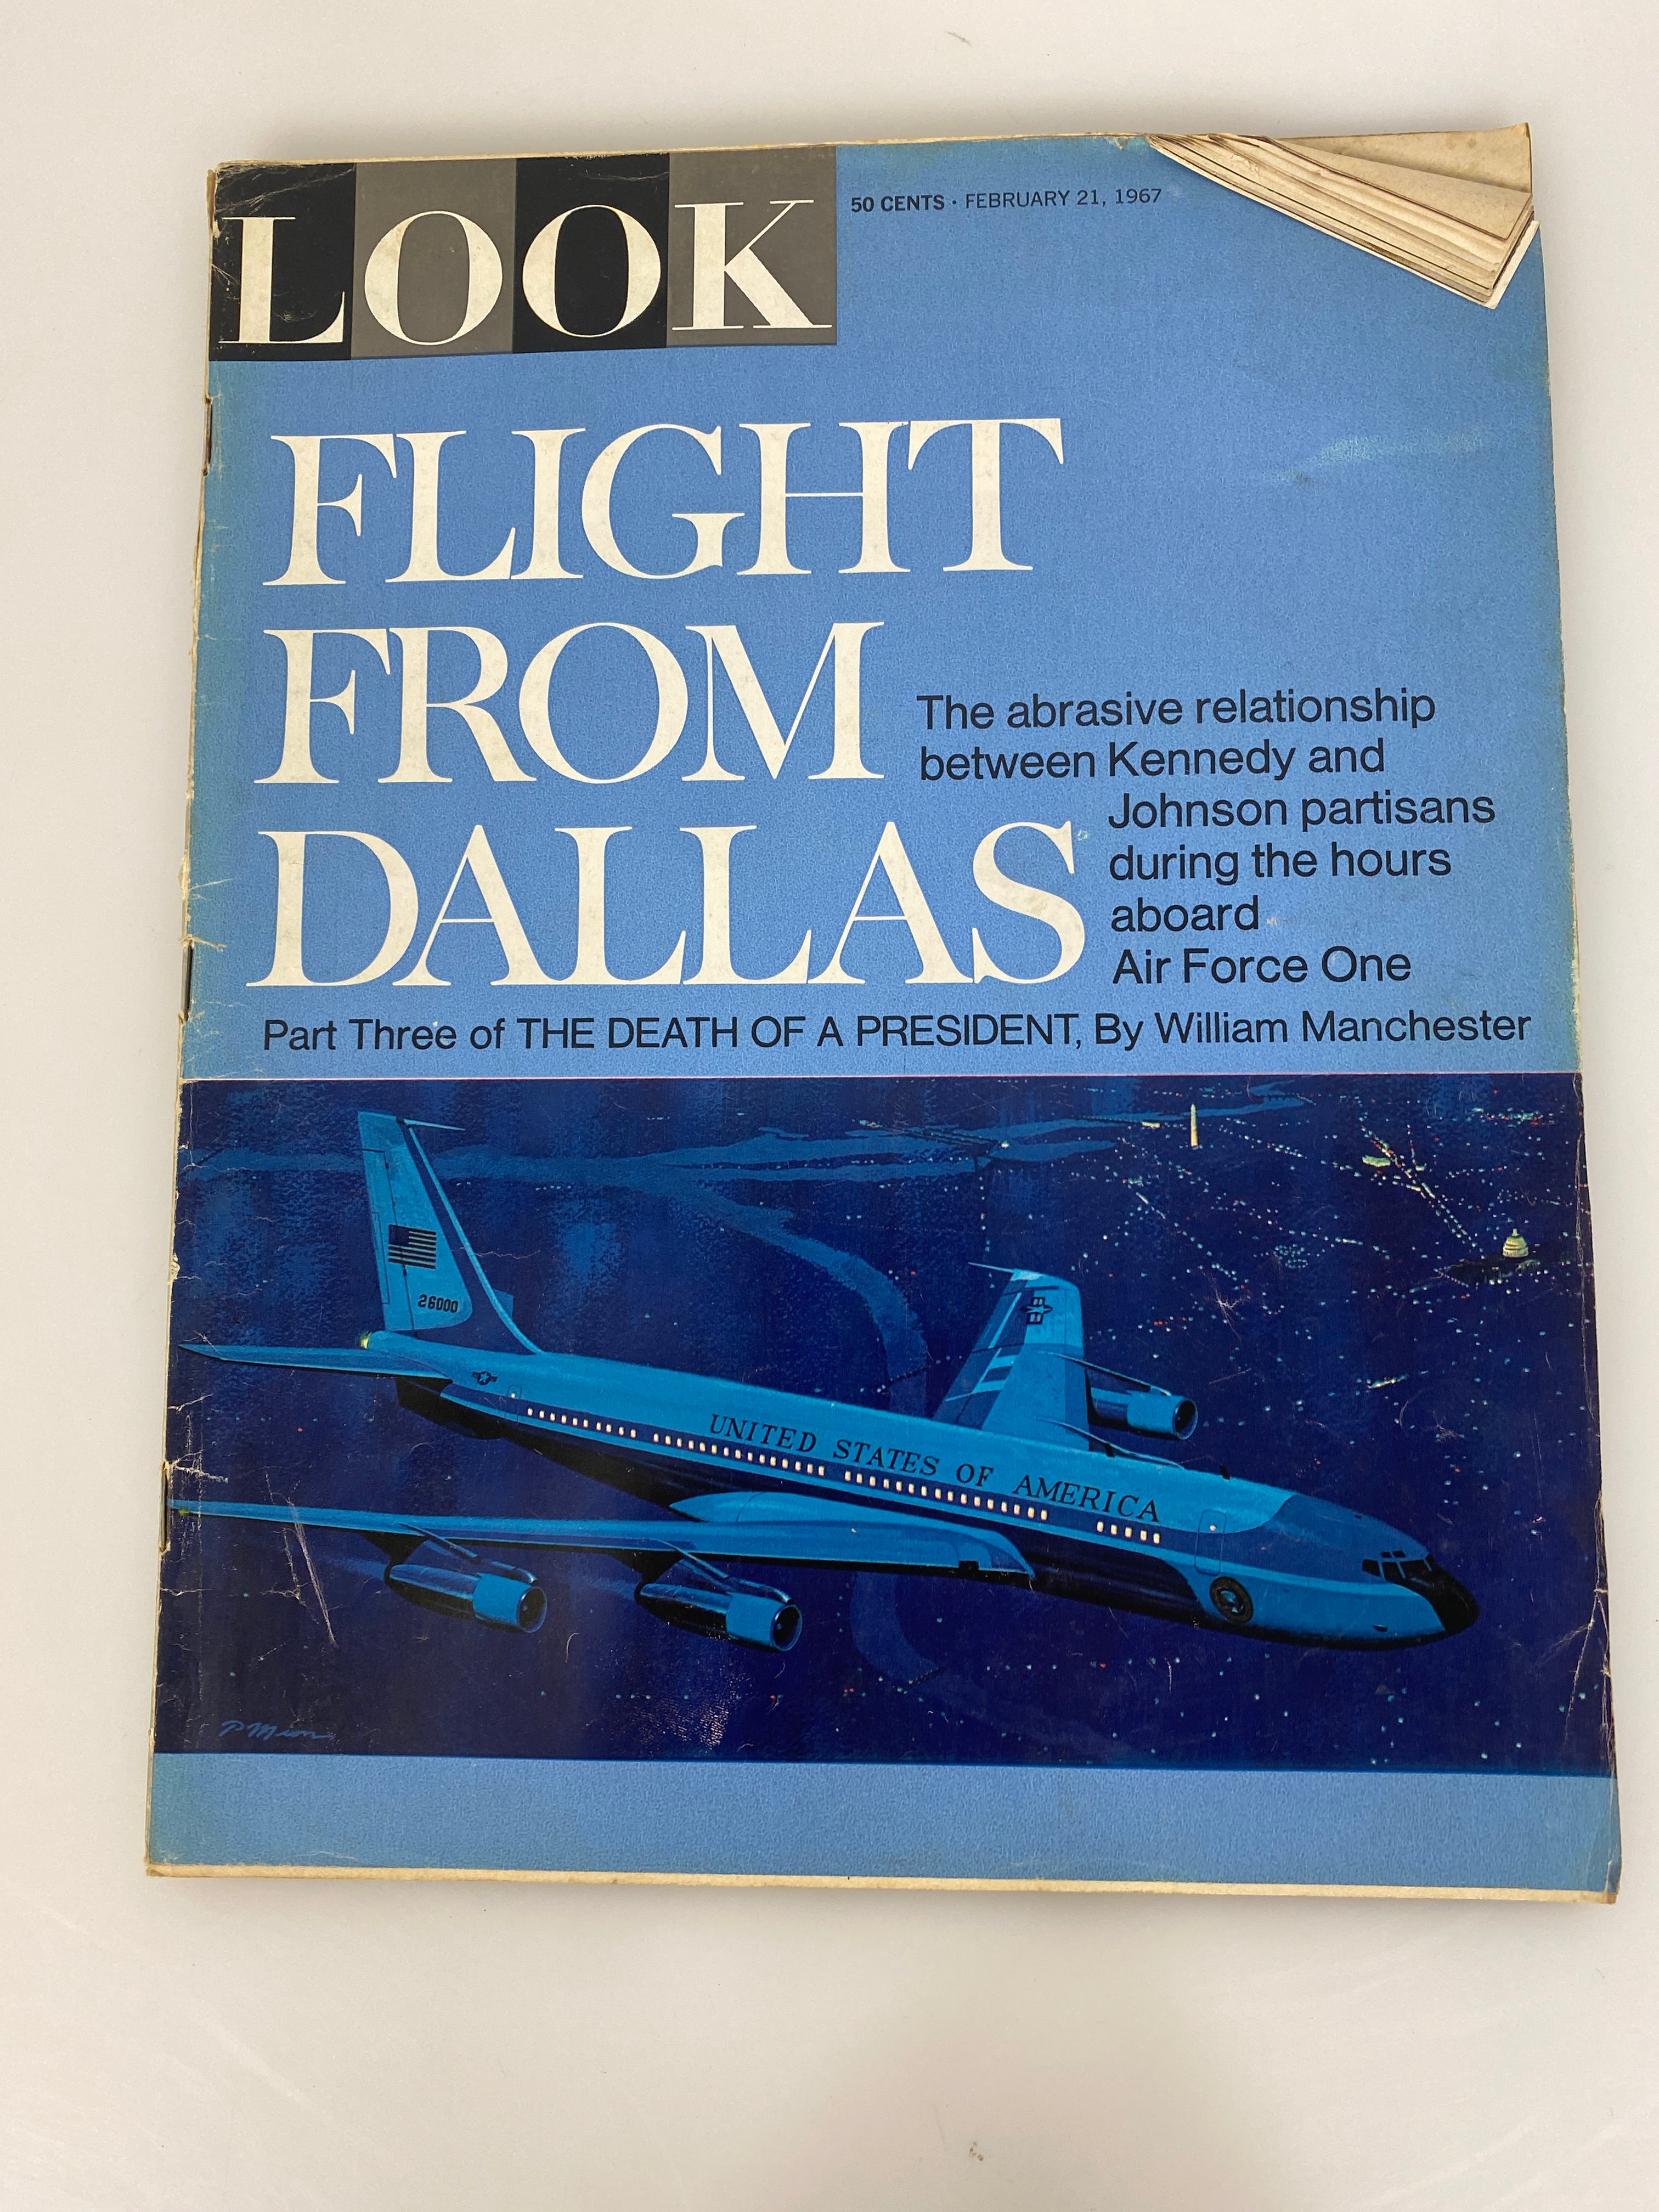 LOOK
50 CENTS · FEBRUARY 21, 1967
FLIGHT
FROM
DALLAS
The abrasive relationship
between Kennedy and
Johnson partisans
during the hours
aboard
Air Force One
Part Three of THE DEATH OF A PRESIDENT, By William Manchester
26000
UNITED STATES OF AMERICA